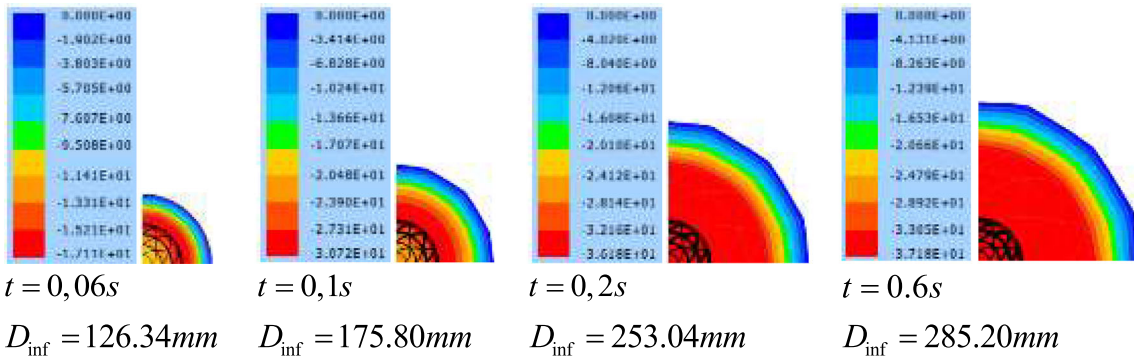 0.000E+00
-1.902E+00
-3.803E+00
-5.705E+00
-7.607E+00
-9.508E+00
-1.141E+01
-1.331E+01
-1.521E+01
-1.711E+01
0.000E+00
-3.414E+00
-6.828E+00
-1.024E+01
-1.366E+01
-1.707E+01
-2.048E+01
-2.390E+01
-2.731E+01
-3.072E+01
0.000E+00
-4.020E+00
-8.040E+00
-1.206E+01
-1.608E+01
-2.010E+01
-2.412E+01
-2.814E+01
-3.216E+01
-3.618E+01
0.000E+00
-4.131E+00
-8.263E+00
-1.239E+01
-1.653E+01
-2.066E+01
-2.479E+01
-2.892E+01
-3.305E+01
-3.718E+01
t = 0,06s
t = 0,1s
t = 0,2s
t = 0.6s
D_inf = 126.34mm
D_inf = 175.80mm
D_inf = 253.04mm
D_inf = 285.20mm